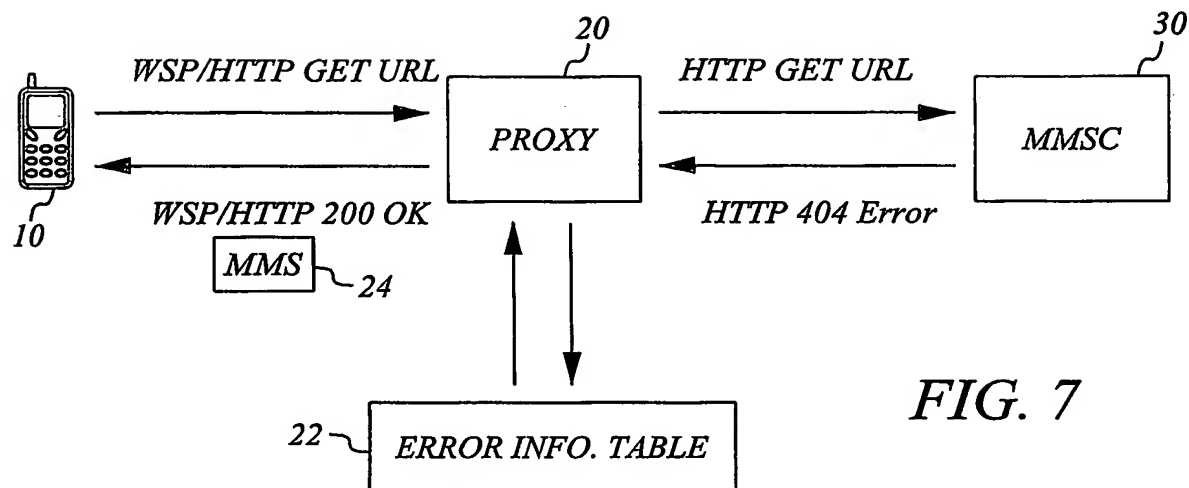 20
30
WSP/HTTP GET URL
HTTP GET URL
PROXY
MMSC
10
WSP/HTTP 200 OK
HTTP 404 Error
MMS
24
FIG. 7
22
ERROR INFO. TABLE